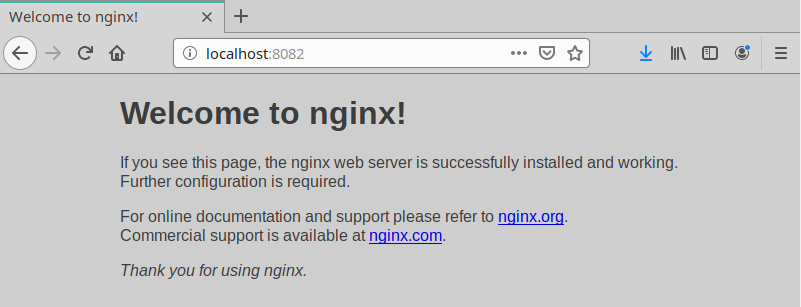 Welcome to nginx!
localhost:8082
Welcome to nginx!
If you see this page, the nginx web server is successfully installed and working.
Further configuration is required.
For online documentation and support please refer to nginx.org.
Commercial support is available at nginx.com.
Thank you for using nginx.